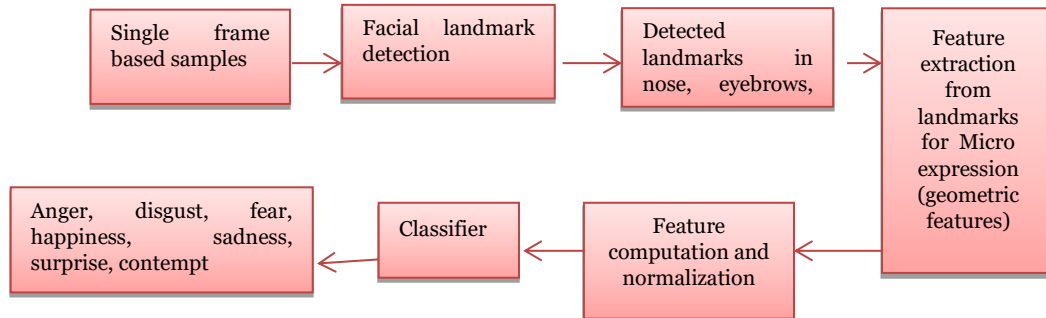 Single frame
based samples
Facial landmark
detection
Detected
landmarks in
nose, eyebrows,
Feature
extraction
from
landmarks
for Micro
expression
(geometric
features)
Feature
computation and
normalization
Classifier
Anger, disgust, fear,
happiness, sadness,
surprise, contempt